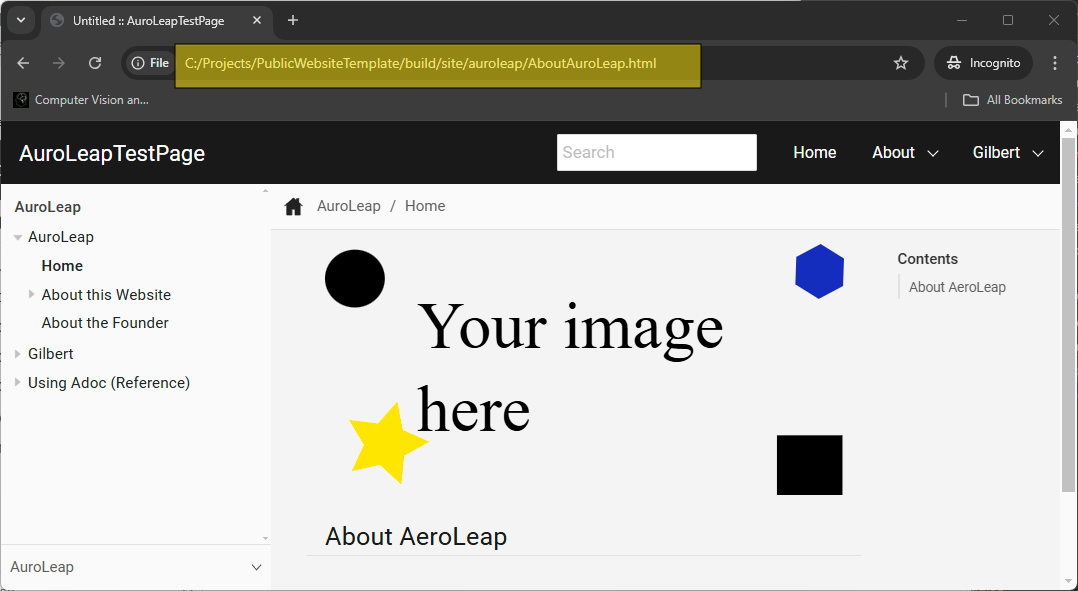 Untitled :: AuroLeapTestPage
File C:/Projects/PublicWebsiteTemplate/build/site/auroleap/AboutAuroLeap.html Incognito
Computer Vision an... All Bookmarks
AuroLeapTestPage Search Home About Gilbert
AuroLeap
AuroLeap
Home
About this Website
About the Founder
Gilbert
Using Adoc (Reference)
AuroLeap
AuroLeap / Home
Your image
here
About AeroLeap
Contents
About AeroLeap